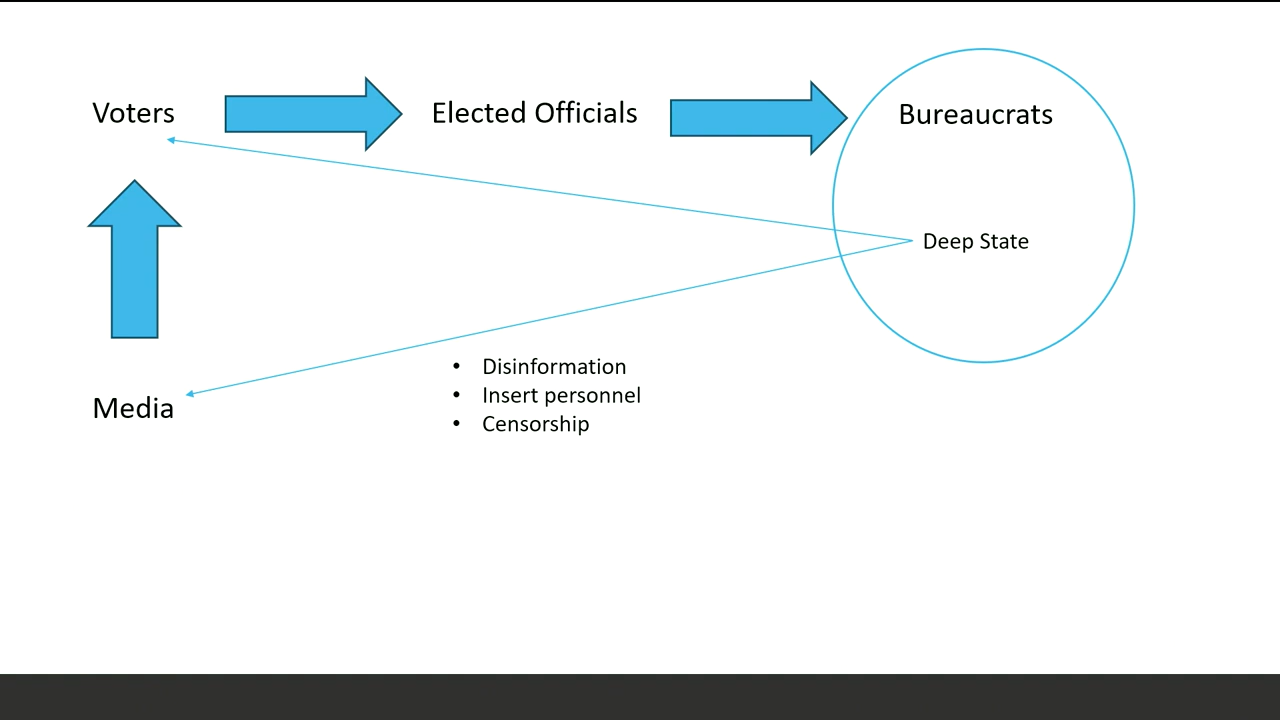 Voters
Elected Officials
Bureaucrats
Deep State
• Disinformation
• Insert personnel
• Censorship
Media